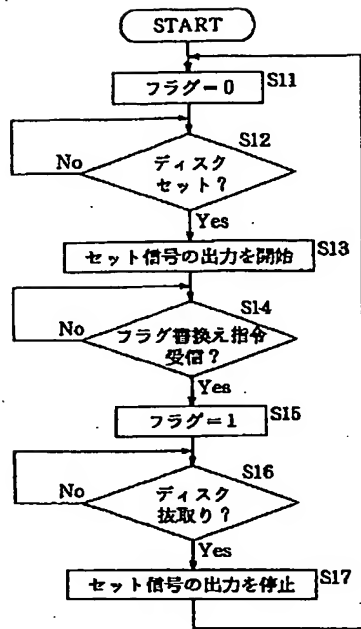 START
フラグ=0 S11
S12
ディスク
セット?
No
Yes
セット信号の出力を開始 S13
S14
フラグ書換え指令
受信?
No
Yes
フラグ=1 S15
S16
ディスク
抜取り?
No
Yes
セット信号の出力を停止 S17